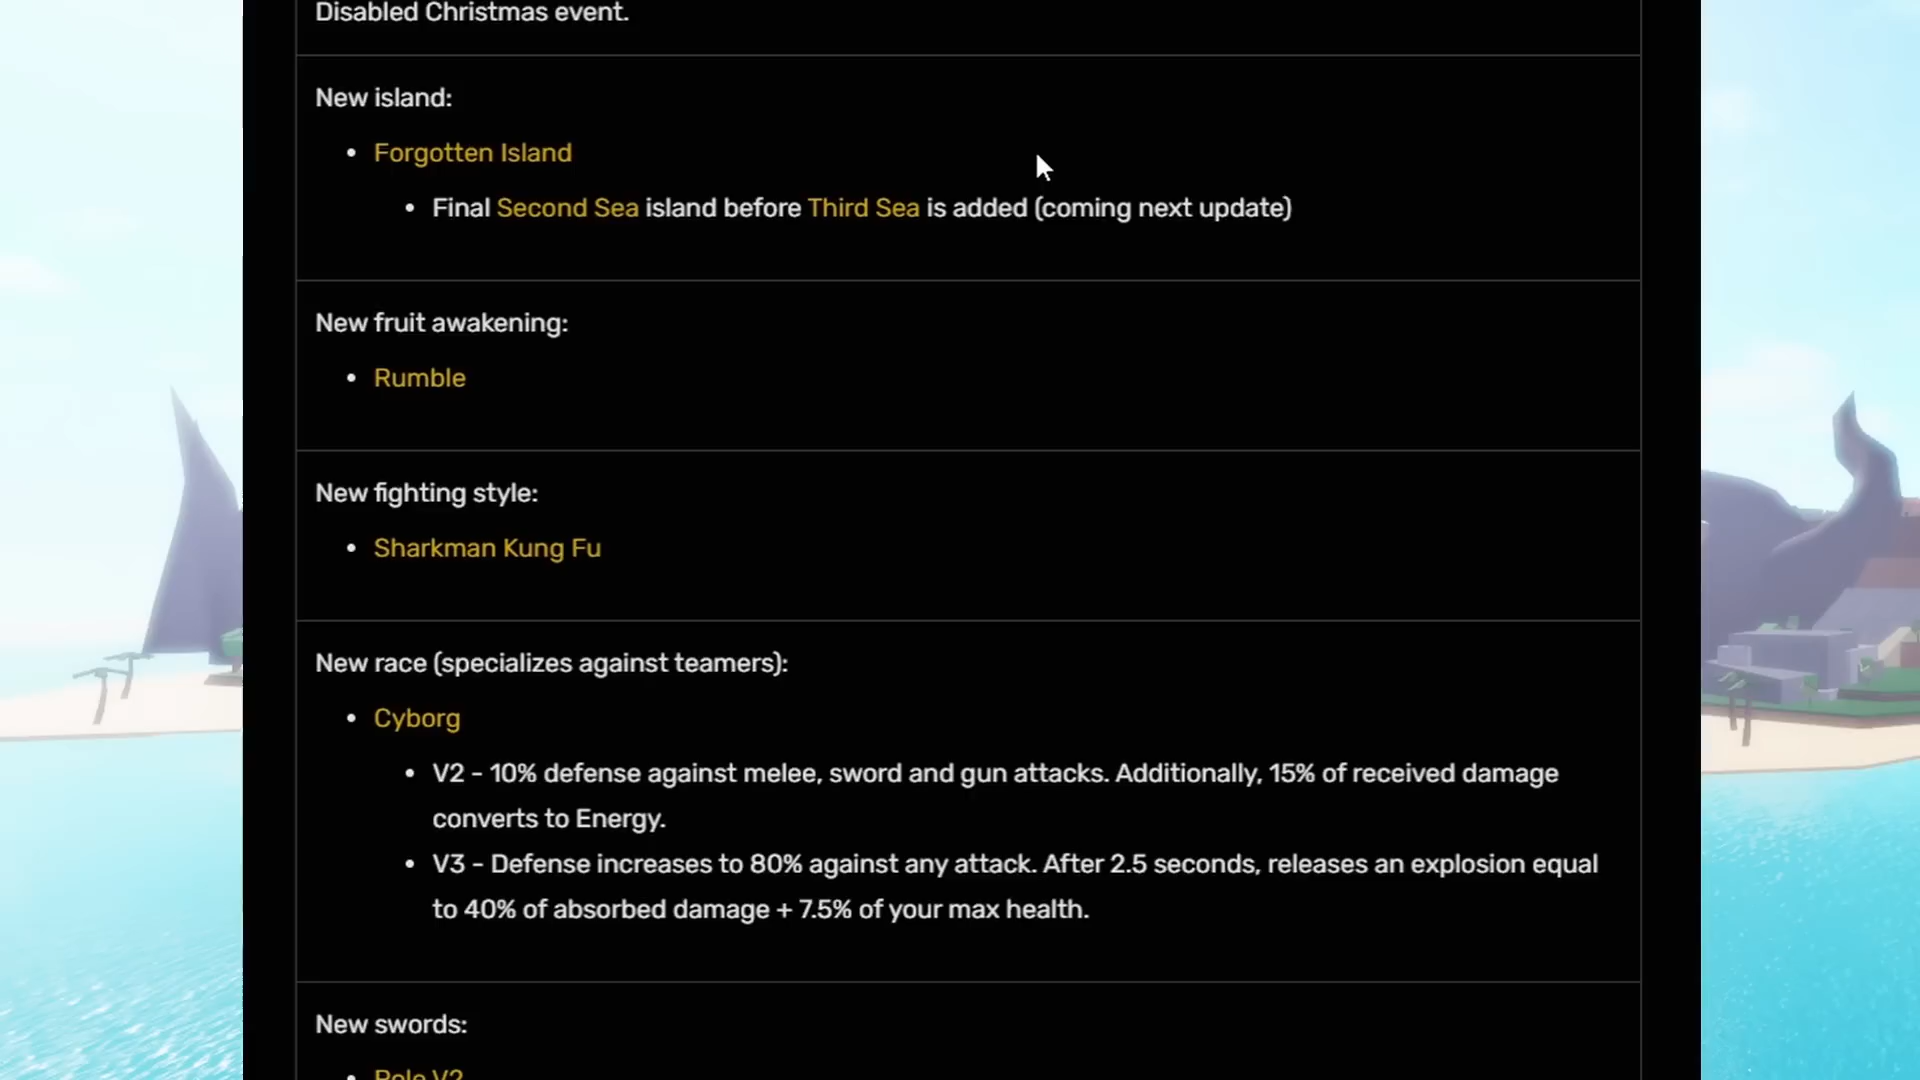 Disabled Christmas event.
New island:
Forgotten Island
Final Second Sea island before Third Sea is added (coming next update)
New fruit awakening:
Rumble
New fighting style:
Sharkman Kung Fu
New race (specializes against teamers):
Cyborg
V2 - 10% defense against melee, sword and gun attacks. Additionally, 15% of received damage
converts to Energy.
V3 - Defense increases to 80% against any attack. After 2.5 seconds, releases an explosion equal
to 40% of absorbed damage + 7.5% of your max health.
New swords:
Pole V2